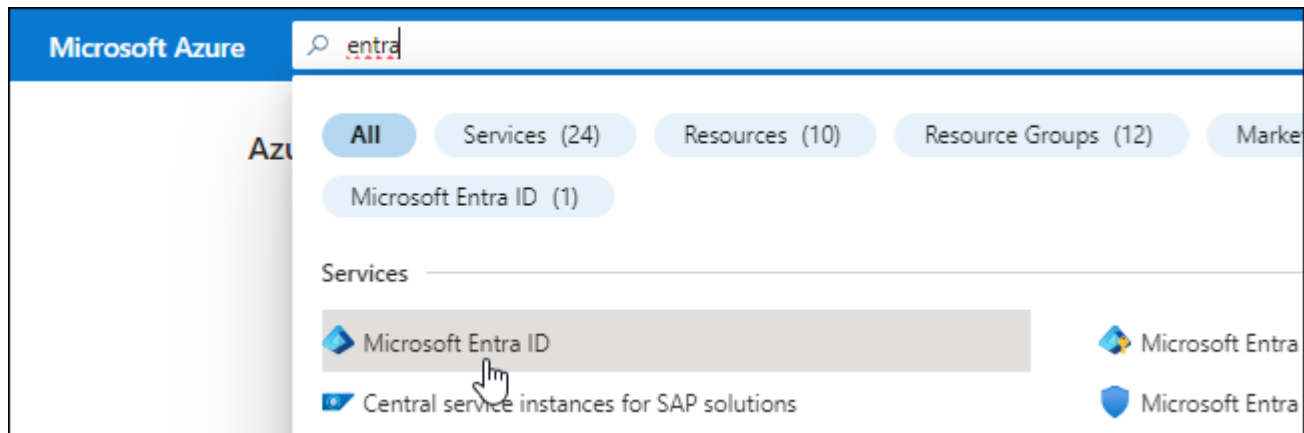 Microsoft Azure
entra
All Services (24) Resources (10) Resource Groups (12) Marke
Azu
Microsoft Entra ID (1)
Services
Microsoft Entra ID Microsoft Entra
Central service instances for SAP solutions Microsoft Entra